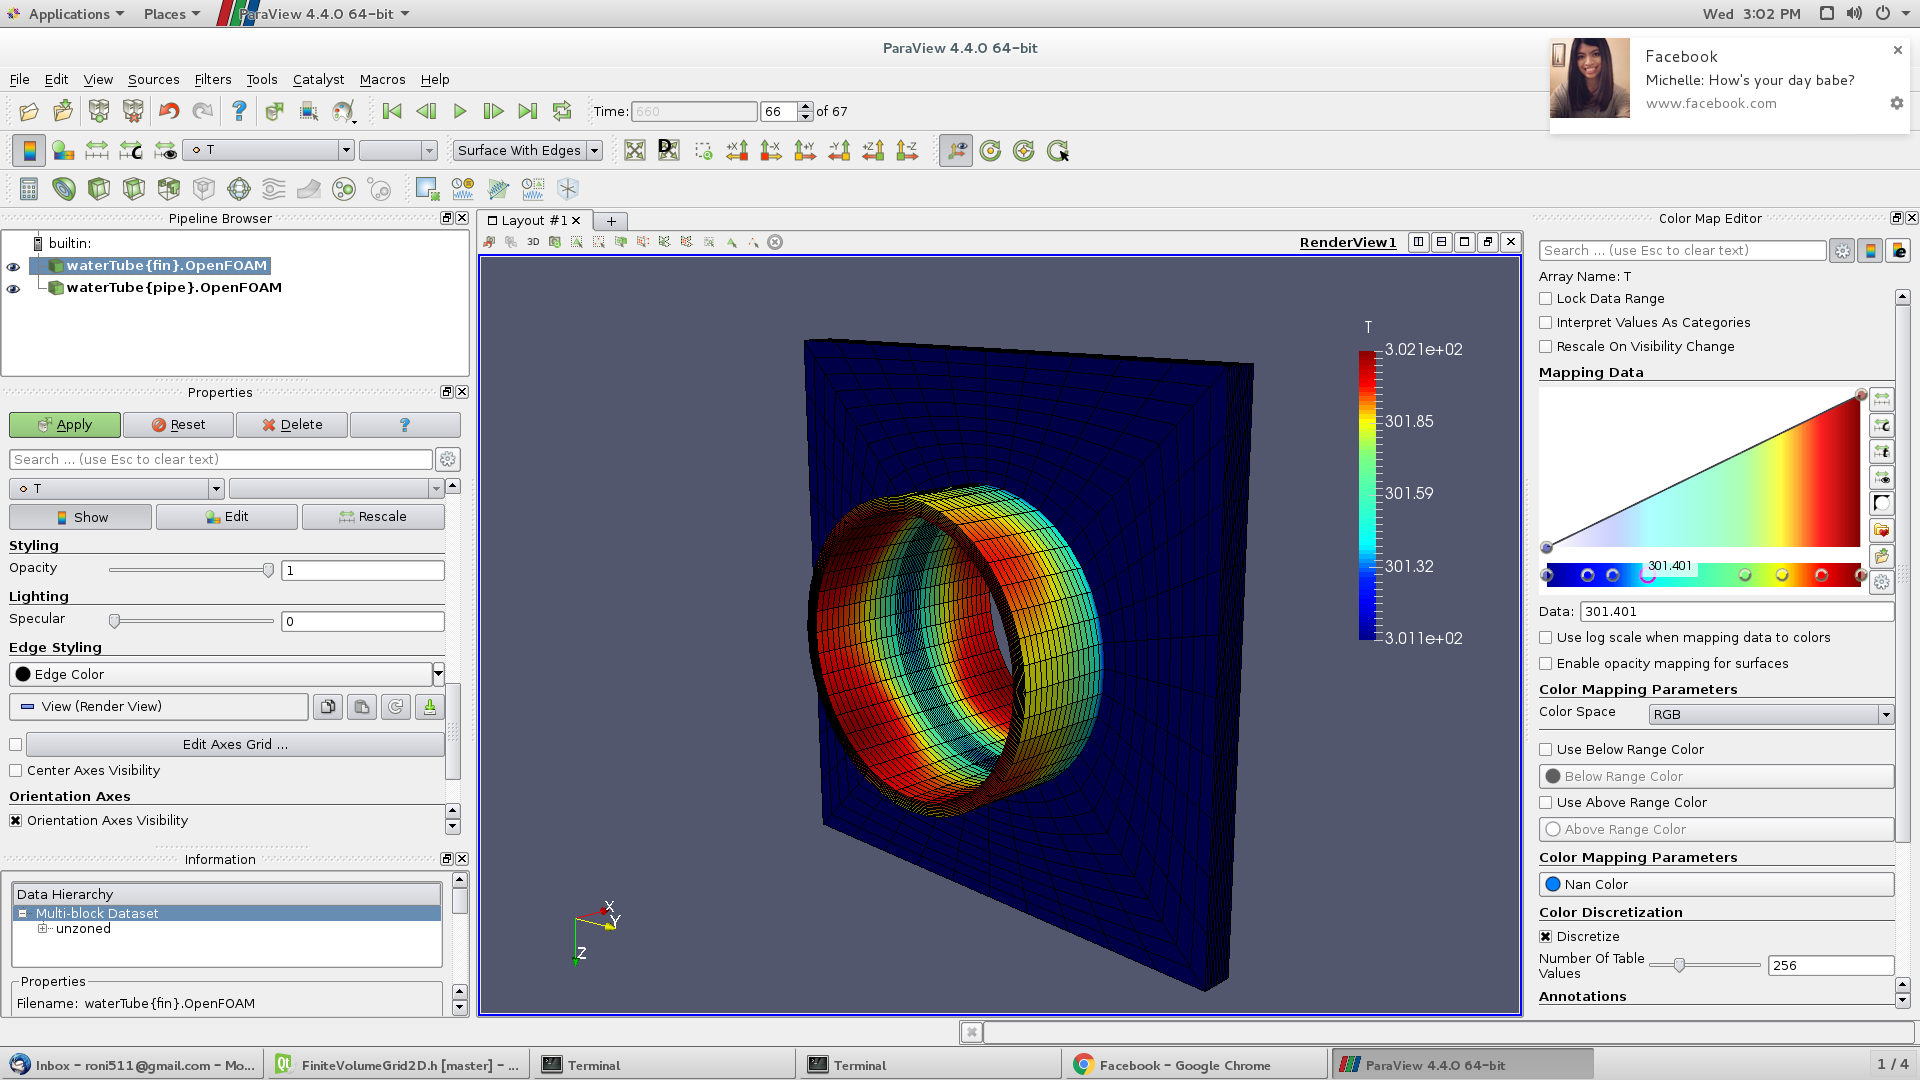 Applications Places ParaView 4.4.0 64-bit Wed 3:02 PM
ParaView 4.4.0 64-bit
Facebook
Michelle: How's your day babe?
www.facebook.com
File Edit View Sources Filters Tools Catalyst Macros Help
Time: 660 66 of 67
T Surface With Edges
D +X -X +Y -Y +Z -Z
Pipeline Browser
builtin:
waterTube{fin}.OpenFOAM
waterTube{pipe}.OpenFOAM
Properties
Apply Reset Delete ?
Search ... (use Esc to clear text)
T
Show Edit Rescale
Styling
Opacity 1
Lighting
Specular 0
Edge Styling
Edge Color
View (Render View)
Edit Axes Grid ...
Center Axes Visibility
Orientation Axes
Orientation Axes Visibility
Information
Data Hierarchy
Multi-block Dataset
unzoned
Properties
Filename: waterTube{fin}.OpenFOAM
Layout #1
3D RenderView1
T
3.021e+02
301.85
301.59
301.32
3.011e+02
X
Y
Z
Color Map Editor
Search ... (use Esc to clear text)
Array Name: T
Lock Data Range
Interpret Values As Categories
Rescale On Visibility Change
Mapping Data
301.401
Data: 301.401
Use log scale when mapping data to colors
Enable opacity mapping for surfaces
Color Mapping Parameters
Color Space RGB
Use Below Range Color
Below Range Color
Use Above Range Color
Above Range Color
Color Mapping Parameters
Nan Color
Color Discretization
Discretize
Number Of Table
Values 256
Annotations
Inbox - roni511@gmail.com - Mo... FiniteVolumeGrid2D.h [master] - ... Terminal Terminal Facebook - Google Chrome ParaView 4.4.0 64-bit 1 / 4